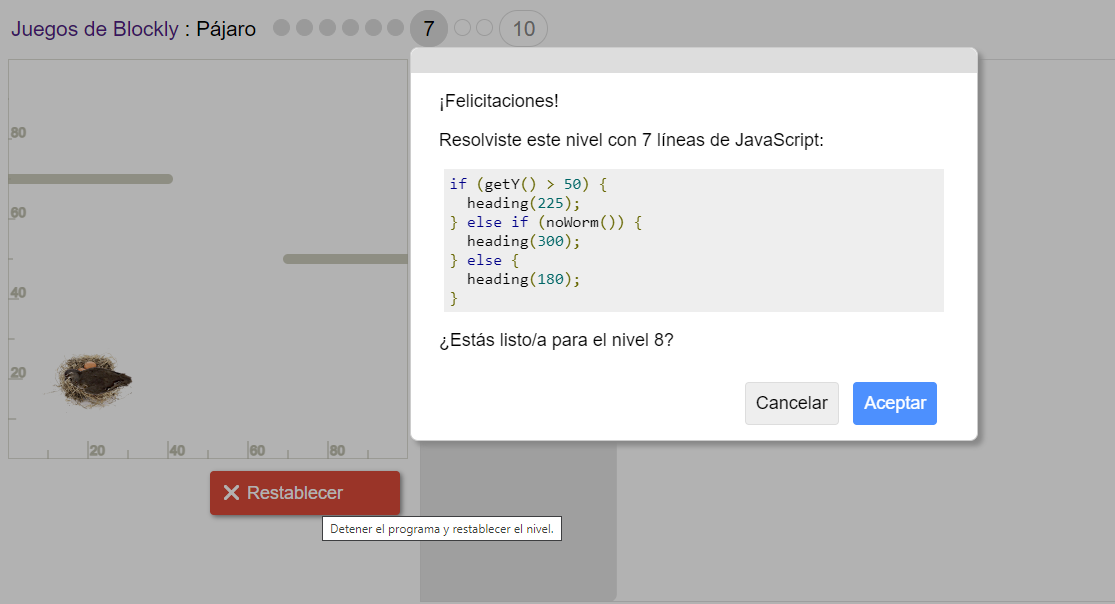 Juegos de Blockly : Pájaro 7 10
¡Felicitaciones!
Resolviste este nivel con 7 líneas de JavaScript:
if (getY() > 50) {
heading(225);
} else if (noWorm()) {
heading(300);
} else {
heading(180);
}
¿Estás listo/a para el nivel 8?
Cancelar Aceptar
80
60
40
20
20 40 60 80
Restablecer
Detener el programa y restablecer el nivel.